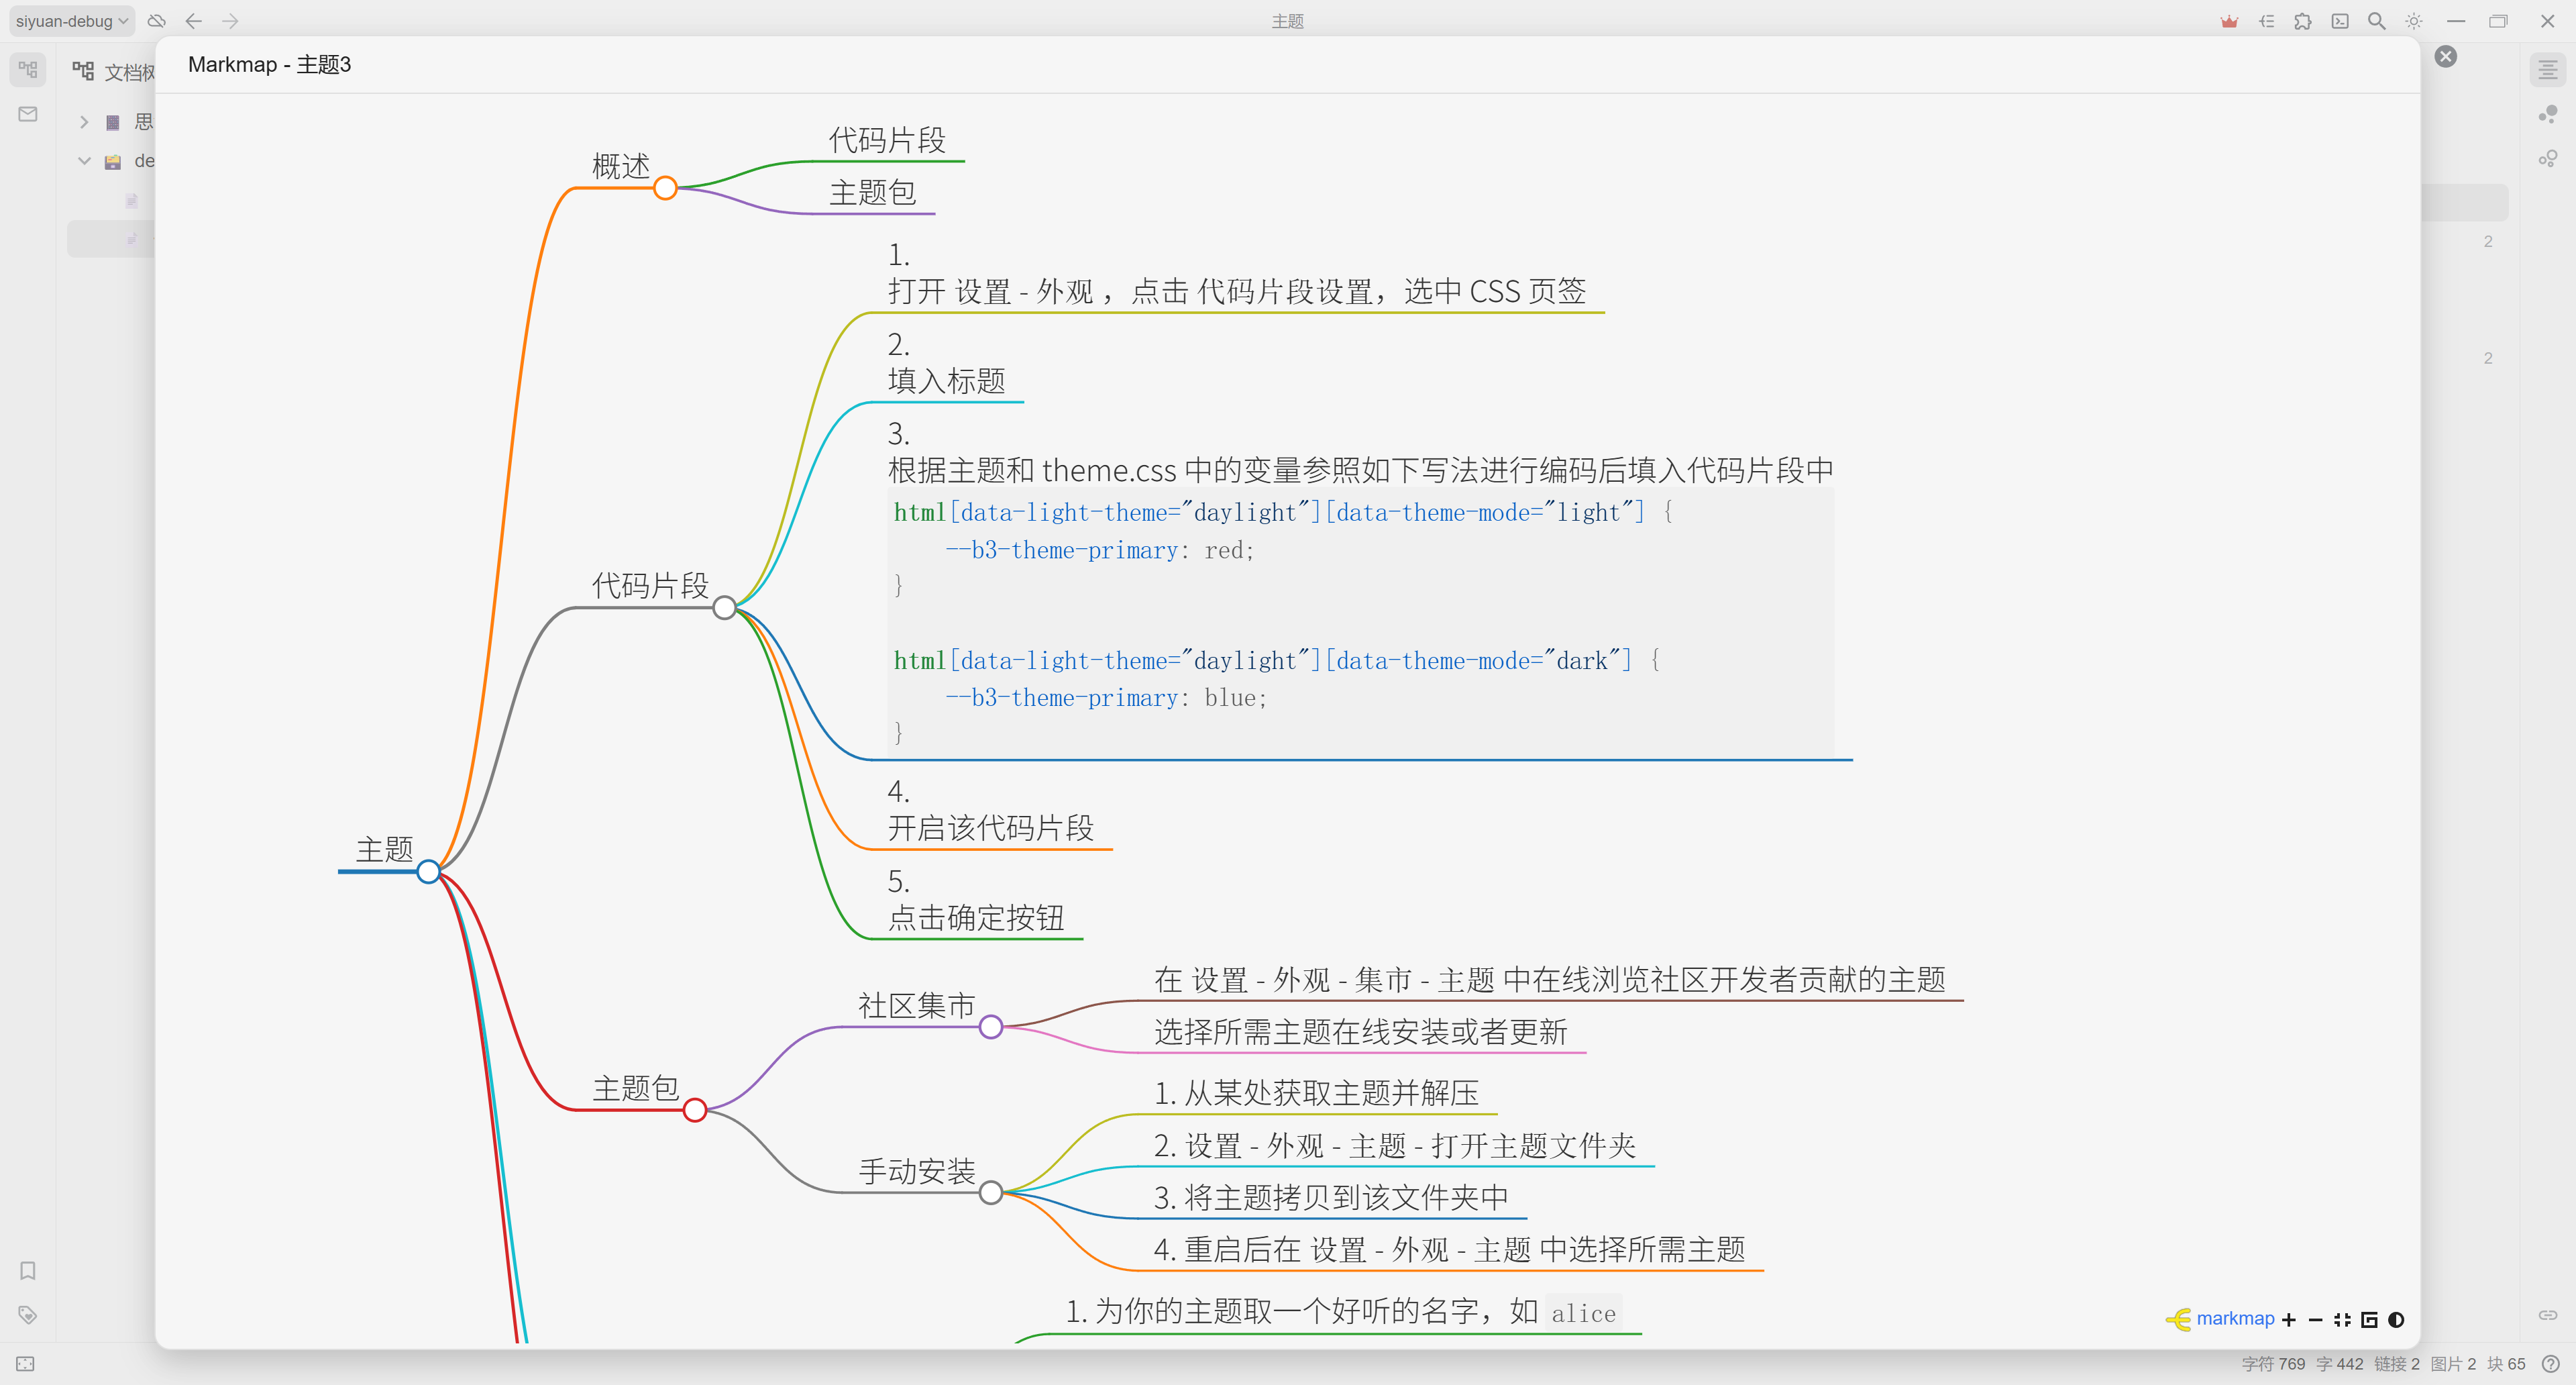 siyuan-debug
主题
文档树
思
de
Markmap - 主题3
概述
代码片段
主题包
1.
打开 设置 - 外观 ，点击 代码片段设置，选中 CSS 页签
2.
填入标题
3.
根据主题和 theme.css 中的变量参照如下写法进行编码后填入代码片段中
html[data-light-theme="daylight"][data-theme-mode="light"] {
    --b3-theme-primary: red;
}
html[data-light-theme="daylight"][data-theme-mode="dark"] {
    --b3-theme-primary: blue;
}
代码片段
4.
开启该代码片段
5.
点击确定按钮
主题
社区集市
在 设置 - 外观 - 集市 - 主题 中在线浏览社区开发者贡献的主题
选择所需主题在线安装或者更新
主题包
手动安装
1. 从某处获取主题并解压
2. 设置 - 外观 - 主题 - 打开主题文件夹
3. 将主题拷贝到该文件夹中
4. 重启后在 设置 - 外观 - 主题 中选择所需主题
1. 为你的主题取一个好听的名字，如 alice
markmap
2
2
字符 769 字 442 链接 2 图片 2 块 65